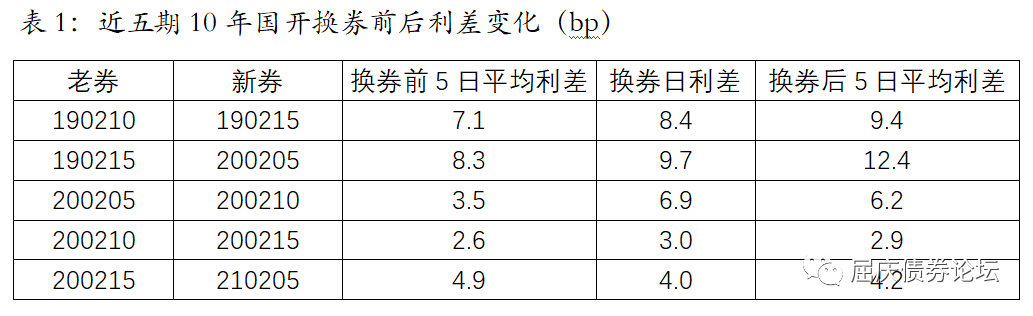 表1：近五期10年国开换券前后利差变化（bp）
老券 新券 换券前5日平均利差 换券日利差 换券后5日平均利差
190210 190215 7.1 8.4 9.4
190215 200205 8.3 9.7 12.4
200205 200210 3.5 6.9 6.2
200210 200215 2.6 3.0 2.9
200215 210205 4.9 4.0 4.2
屈庆债券论坛